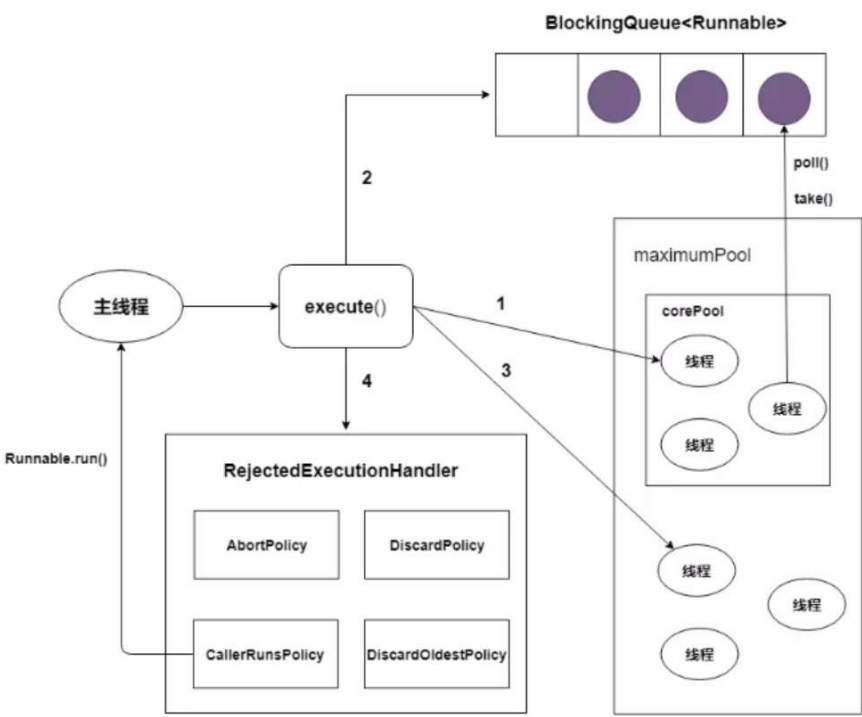 BlockingQueue<Runnable>
poll()
2
take()
maximumPool
主线程
execute()
1
corePool
线程
3
线程
4
线程
Runnable.run()
RejectedExecutionHandler
AbortPolicy
DiscardPolicy
线程
线程
CallerRunsPolicy
DiscardOldestPolicy
线程